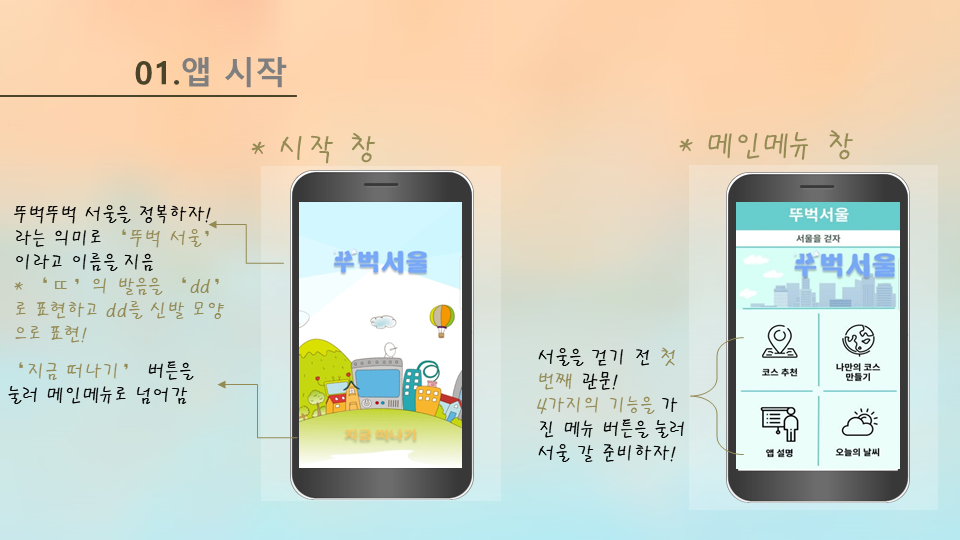 01.앱 시작
* 시작 창
뚜벅뚜벅 서울을 정복하자!
라는 의미로 ‘뚜벅 서울’
이라고 이름을 지음
* ‘ㄸ’의 발음을 ‘dd’
로 표현하고 dd를 신발 모양
으로 표현!
‘지금 떠나기’ 버튼을
눌러 메인메뉴로 넘어감
뚜벅서울
지금 떠나기
* 메인메뉴 창
서울을 걷기 전 첫
번째 관문!
4가지의 기능을 가
진 메뉴 버튼을 눌러
서울 갈 준비하자!
뚜벅서울
서울을 걷자
뚜벅서울
코스 추천
나만의 코스
만들기
앱 설명
오늘의 날씨